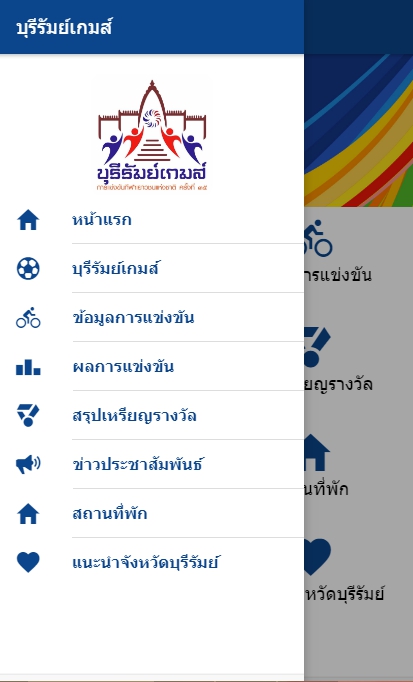 บุรีรัมย์เกมส์
บุรีรัมย์เกมส์
การแข่งขันกีฬาเยาวชนแห่งชาติ ครั้งที่ ๓๕
หน้าแรก
บุรีรัมย์เกมส์
ข้อมูลการแข่งขัน
ผลการแข่งขัน
สรุปเหรียญรางวัล
ข่าวประชาสัมพันธ์
สถานที่พัก
แนะนำจังหวัดบุรีรัมย์
การแข่งขัน
ยญรางวัล
นที่พัก
หวัดบุรีรัมย์